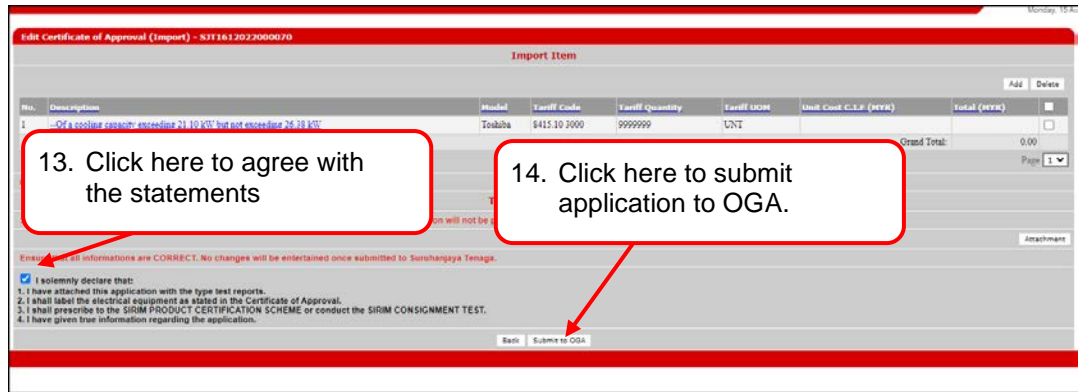 Monday, 15 Au
Edit Certificate of Approval (Import) - SJT1612022000070
Import Item
Add Delete
No. Description Model Tariff Code Tariff Quantity Tariff UOM Unit Cost C.I.F (MYR) Total (MYR)
1 --Of a cooling capacity exceeding 21.10 kW but not exceeding 26.38 kW Toshiba 8415.10 3000 9999999 UNT
Grand Total: 0.00
Page 1
13. Click here to agree with
the statements
14. Click here to submit
application to OGA.
on will not be
Attachment
all informations are CORRECT. No changes will be entertained once submitted to Suruhanjaya Tenaga.
I solemnly declare that:
1. I have attached this application with the type test reports.
2. I shall label the electrical equipment as stated in the Certificate of Approval.
3. I shall prescribe to the SIRIM PRODUCT CERTIFICATION SCHEME or conduct the SIRIM CONSIGNMENT TEST.
4. I have given true information regarding the application.
Back Submit to OGA